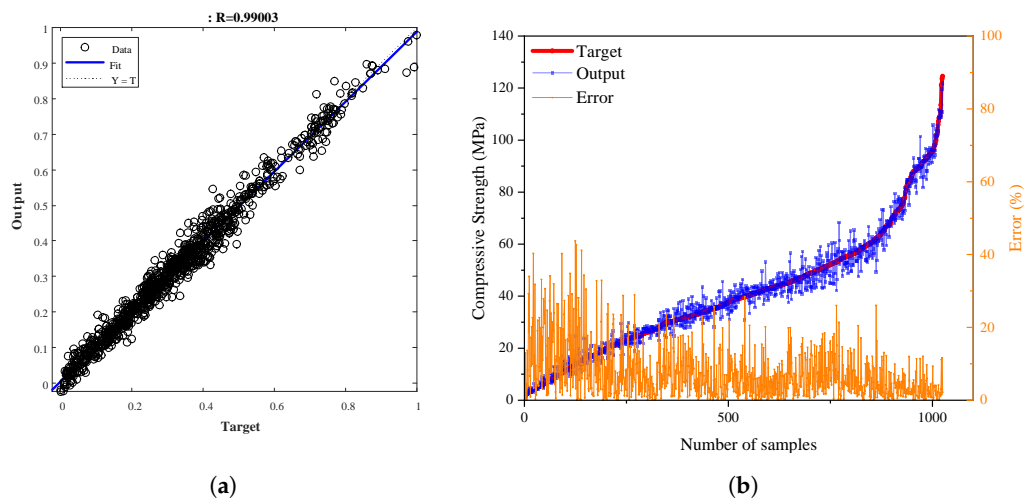 : R=0.99003
1
0.9
0.8
0.7
0.6
0.5
0.4
0.3
0.2
0.1
0
Output
Data
Fit
Y = T
0
0.2
0.4
0.6
0.8
1
Target
(a)
140
120
100
80
60
40
20
0
Compressive Strength (MPa)
Target
Output
Error
100
80
60
40
20
0
Error (%)
0
500
1000
Number of samples
(b)